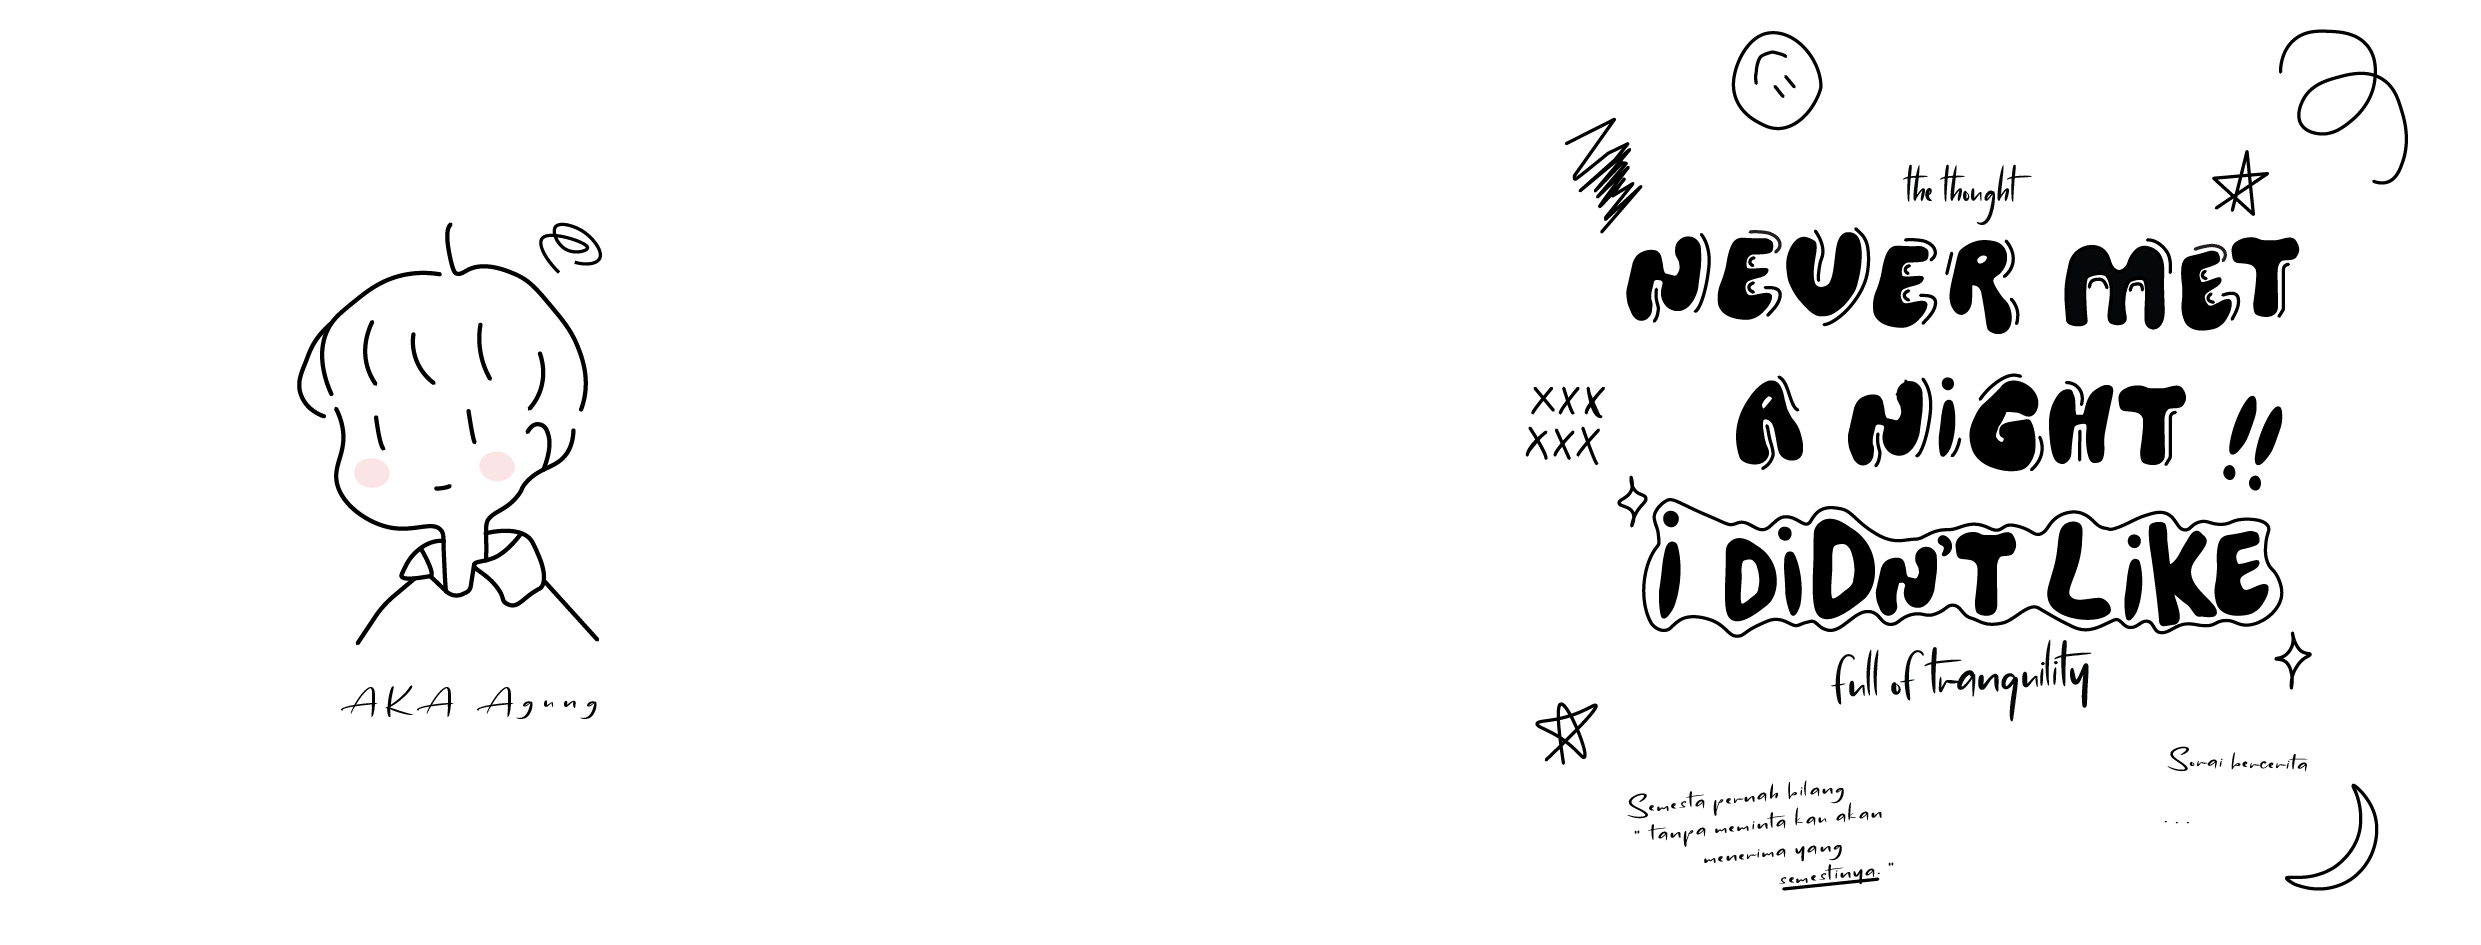 AKA Agung
the thought
NEVER MET
A NiGHT !!
i DiDN'T LiKE
full of tranquility
xxx
xxx
Sorai bercerita
...
Semesta pernah bilang
" tanpa meminta kau akan
menerima yang
semestinya. "